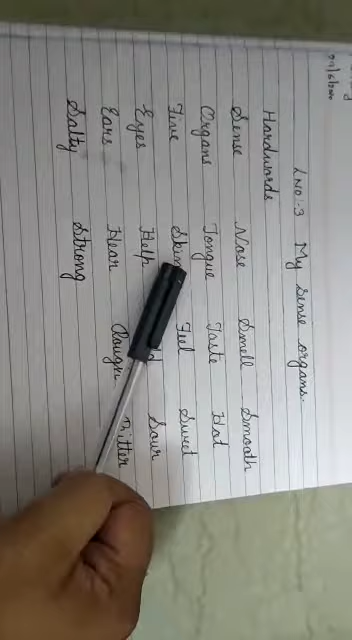 L No:-3 My Sense organs.
Hardwords
Sense Nose Smell Smooth
Organs Tongue Taste Hot
Five Skin Feel Sweet
Eyes Help Sour
Ears Hear Rough Bitter
Salty Strong